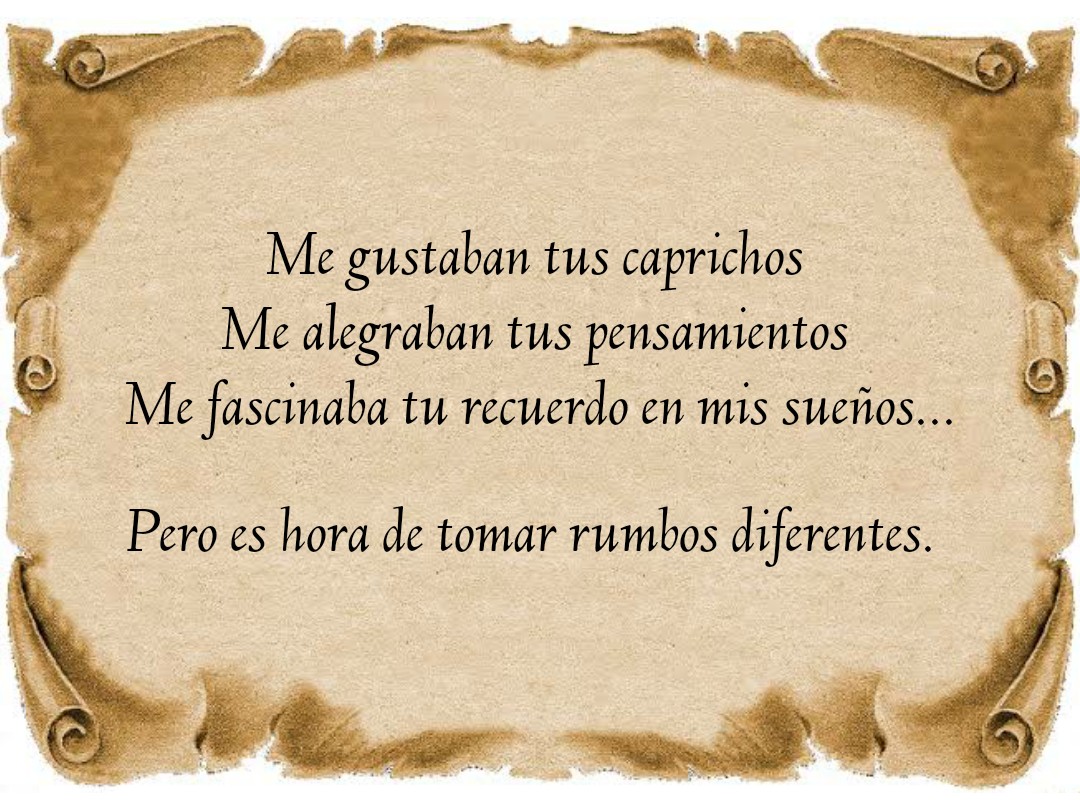 Me gustaban tus caprichos
Me alegraban tus pensamientos
Me fascinaba tu recuerdo en mis sueños...
Pero es hora de tomar rumbos diferentes.